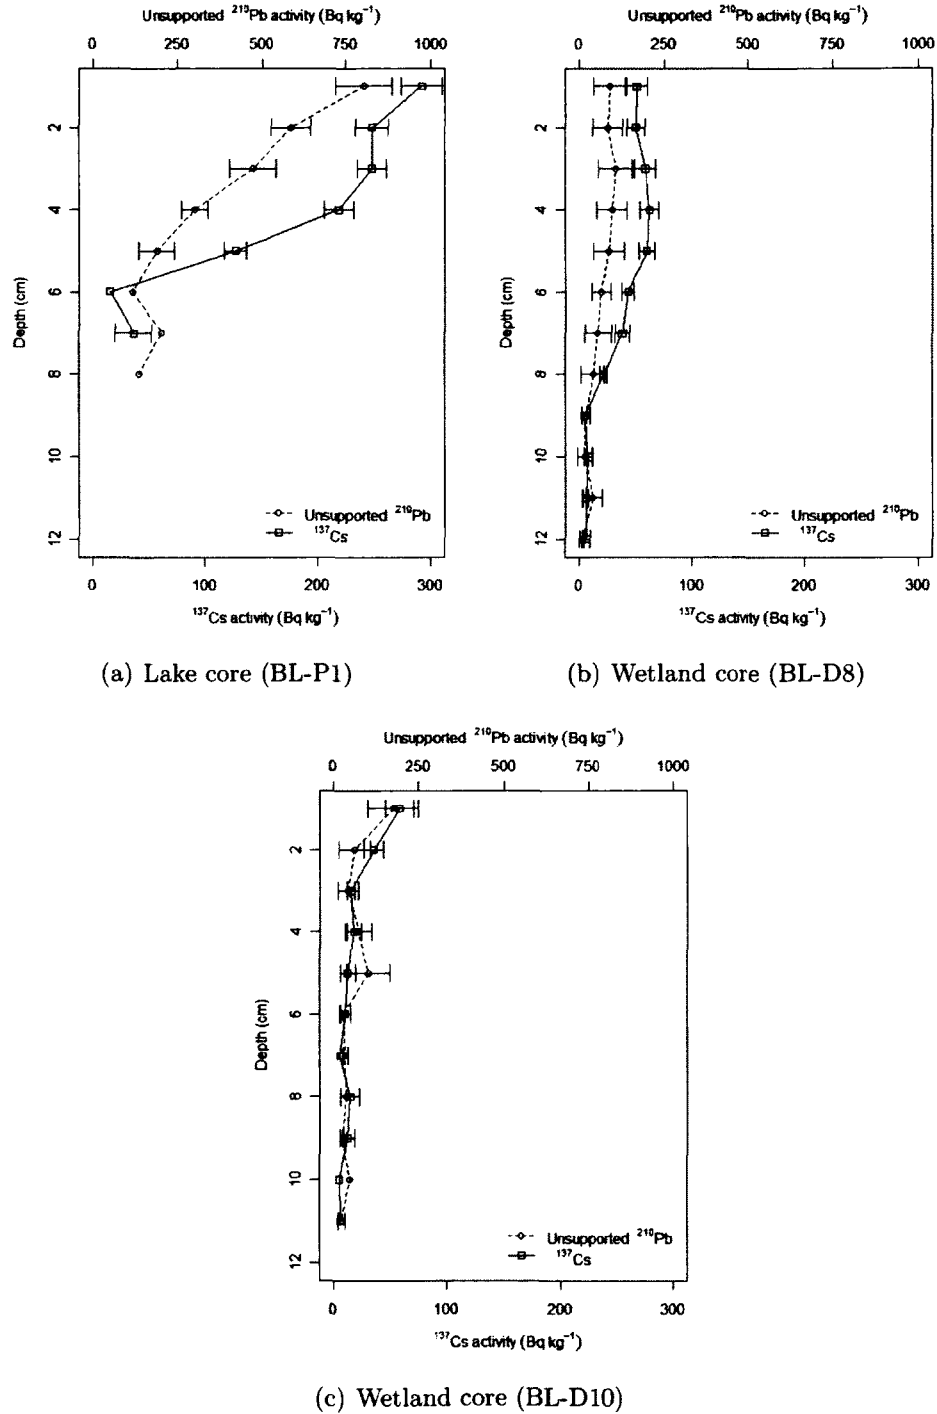 Unsupported ²¹⁰Pb activity (Bq kg⁻¹)
0 250 500 750 1000
Depth (cm)
2
4
6
8
10
12
Unsupported ²¹⁰Pb
¹³⁷Cs
0 100 200 300
¹³⁷Cs activity (Bq kg⁻¹)
(a) Lake core (BL-P1)
Unsupported ²¹⁰Pb activity (Bq kg⁻¹)
0 250 500 750 1000
Depth (cm)
2
4
6
8
10
12
Unsupported ²¹⁰Pb
¹³⁷Cs
0 100 200 300
¹³⁷Cs activity (Bq kg⁻¹)
(b) Wetland core (BL-D8)
Unsupported ²¹⁰Pb activity (Bq kg⁻¹)
0 250 500 750 1000
Depth (cm)
2
4
6
8
10
12
Unsupported ²¹⁰Pb
¹³⁷Cs
0 100 200 300
¹³⁷Cs activity (Bq kg⁻¹)
(c) Wetland core (BL-D10)